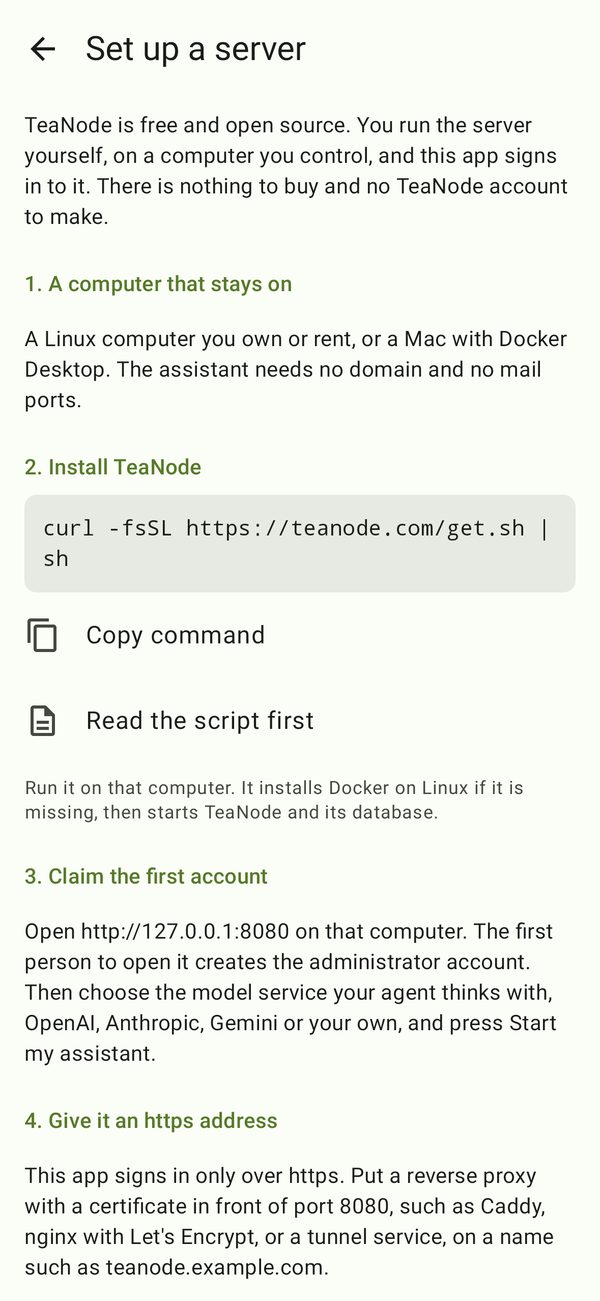 Set up a server
TeaNode is free and open source. You run the server
yourself, on a computer you control, and this app signs
in to it. There is nothing to buy and no TeaNode account
to make.
1. A computer that stays on
A Linux computer you own or rent, or a Mac with Docker
Desktop. The assistant needs no domain and no mail
ports.
2. Install TeaNode
curl -fsSL https://teanode.com/get.sh |
sh
Copy command
Read the script first
Run it on that computer. It installs Docker on Linux if it is
missing, then starts TeaNode and its database.
3. Claim the first account
Open http://127.0.0.1:8080 on that computer. The first
person to open it creates the administrator account.
Then choose the model service your agent thinks with,
OpenAI, Anthropic, Gemini or your own, and press Start
my assistant.
4. Give it an https address
This app signs in only over https. Put a reverse proxy
with a certificate in front of port 8080, such as Caddy,
nginx with Let's Encrypt, or a tunnel service, on a name
such as teanode.example.com.